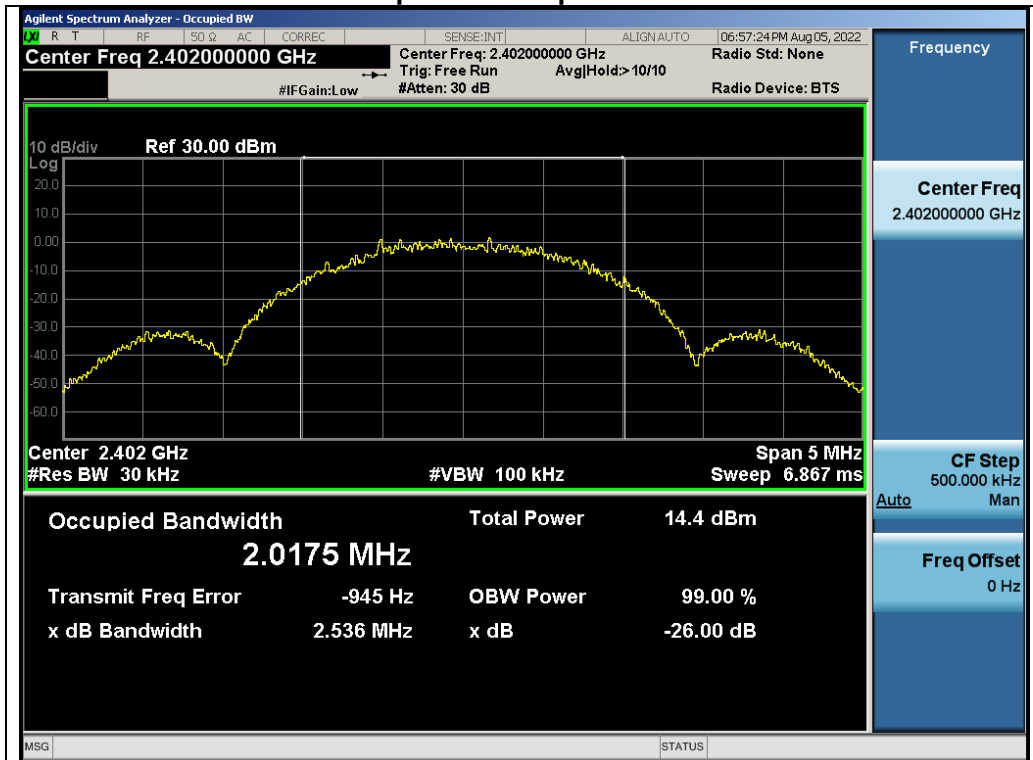 Agilent Spectrum Analyzer - Occupied BW
LXI R T RF 50 Ω AC CORREC SENSE:INT ALIGN AUTO 06:57:24 PM Aug 05, 2022
Center Freq 2.402000000 GHz
Center Freq: 2.402000000 GHz
Radio Std: None
Trig: Free Run Avg|Hold:> 10/10
#IFGain:Low
#Atten: 30 dB
Radio Device: BTS
10 dB/div Ref 30.00 dBm
Log
20.0
10.0
0.00
-10.0
-20.0
-30.0
-40.0
-50.0
-60.0
Center 2.402 GHz Span 5 MHz
#Res BW 30 kHz #VBW 100 kHz Sweep 6.867 ms
Occupied Bandwidth Total Power 14.4 dBm
2.0175 MHz
Transmit Freq Error -945 Hz OBW Power 99.00 %
x dB Bandwidth 2.536 MHz x dB -26.00 dB
MSG STATUS
Frequency
Center Freq
2.402000000 GHz
CF Step
500.000 kHz
Auto Man
Freq Offset
0 Hz